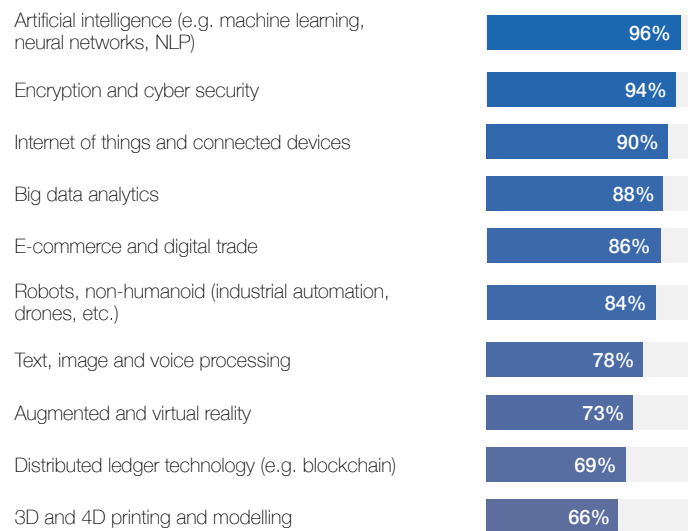 Artificial intelligence (e.g. machine learning,
neural networks, NLP)
96%
Encryption and cyber security
94%
Internet of things and connected devices
90%
Big data analytics
88%
E-commerce and digital trade
86%
Robots, non-humanoid (industrial automation,
drones, etc.)
84%
Text, image and voice processing
78%
Augmented and virtual reality
73%
Distributed ledger technology (e.g. blockchain)
69%
3D and 4D printing and modelling
66%